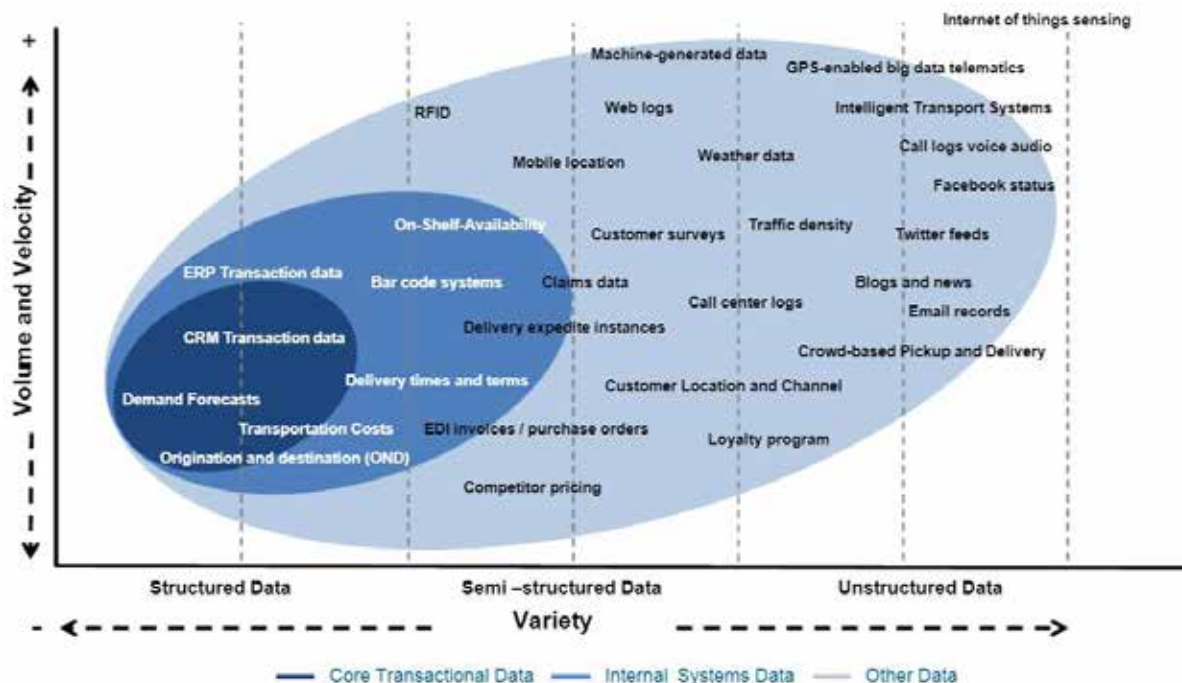 Internet of things sensing
+
Machine-generated data
GPS-enabled big data telematics
RFID
Web logs
Intelligent Transport Systems
Mobile location
Weather data
Call logs voice audio
Facebook status
On-Shelf-Availability
Customer surveys
Traffic density
Twitter feeds
ERP Transaction data
Bar code systems
Claims data
Call center logs
Blogs and news
Email records
CRM Transaction data
Delivery expedite instances
Crowd-based Pickup and Delivery
Delivery times and terms
Customer Location and Channel
Demand Forecasts
Transportation Costs
EDI invoices / purchase orders
Loyalty program
Origination and destination (OND)
Competitor pricing
Volume and Velocity
Structured Data
Semi –structured Data
Unstructured Data
-
Variety
Core Transactional Data
Internal Systems Data
Other Data